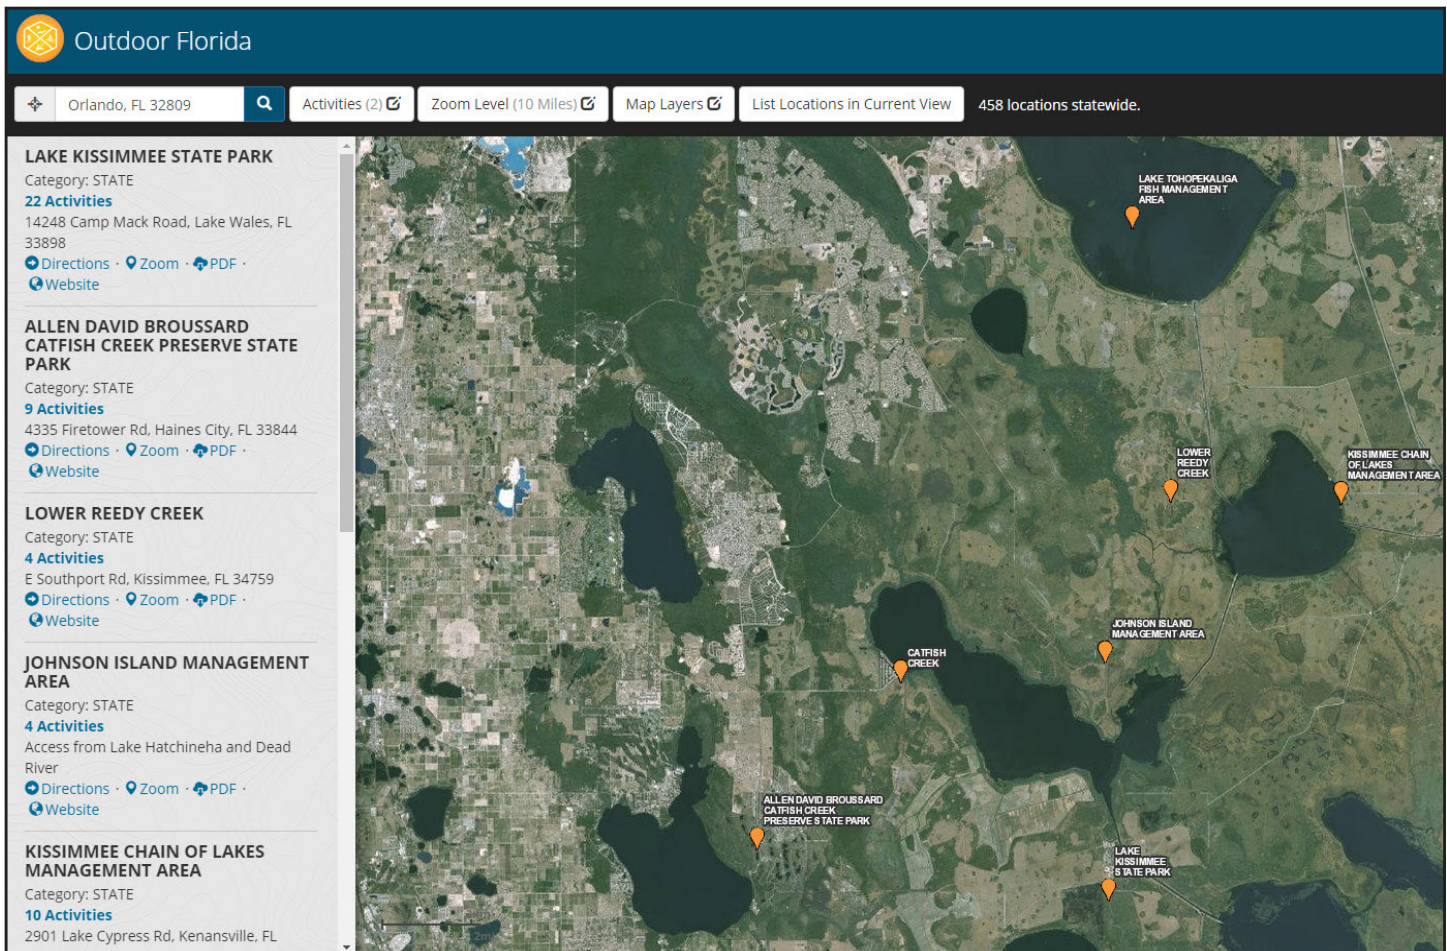 Outdoor Florida
Orlando, FL 32809
Activities (2)
Zoom Level (10 Miles)
Map Layers
List Locations in Current View
458 locations statewide.
LAKE KISSIMMEE STATE PARK
Category: STATE
22 Activities
14248 Camp Mack Road, Lake Wales, FL
33898
Directions · Zoom · PDF ·
Website
ALLEN DAVID BROUSSARD
CATFISH CREEK PRESERVE STATE
PARK
Category: STATE
9 Activities
4335 Firetower Rd, Haines City, FL 33844
Directions · Zoom · PDF ·
Website
LOWER REEDY CREEK
Category: STATE
4 Activities
E Southport Rd, Kissimmee, FL 34759
Directions · Zoom · PDF ·
Website
JOHNSON ISLAND MANAGEMENT
AREA
Category: STATE
4 Activities
Access from Lake Hatchineha and Dead
River
Directions · Zoom · PDF ·
Website
KISSIMMEE CHAIN OF LAKES
MANAGEMENT AREA
Category: STATE
10 Activities
2901 Lake Cypress Rd, Kenansville, FL
LAKE TOHOPEKALIGA
FISH MANAGEMENT
AREA
LOWER
REEDY
CREEK
KISSIMMEE CHAIN
OF LAKES
MANAGEMENT AREA
JOHNSON ISLAND
MANAGEMENT AREA
CATFISH
CREEK
ALLEN DAVID BROUSSARD
CATFISH CREEK
PRESERVE STATE PARK
LAKE
KISSIMMEE
STATE PARK